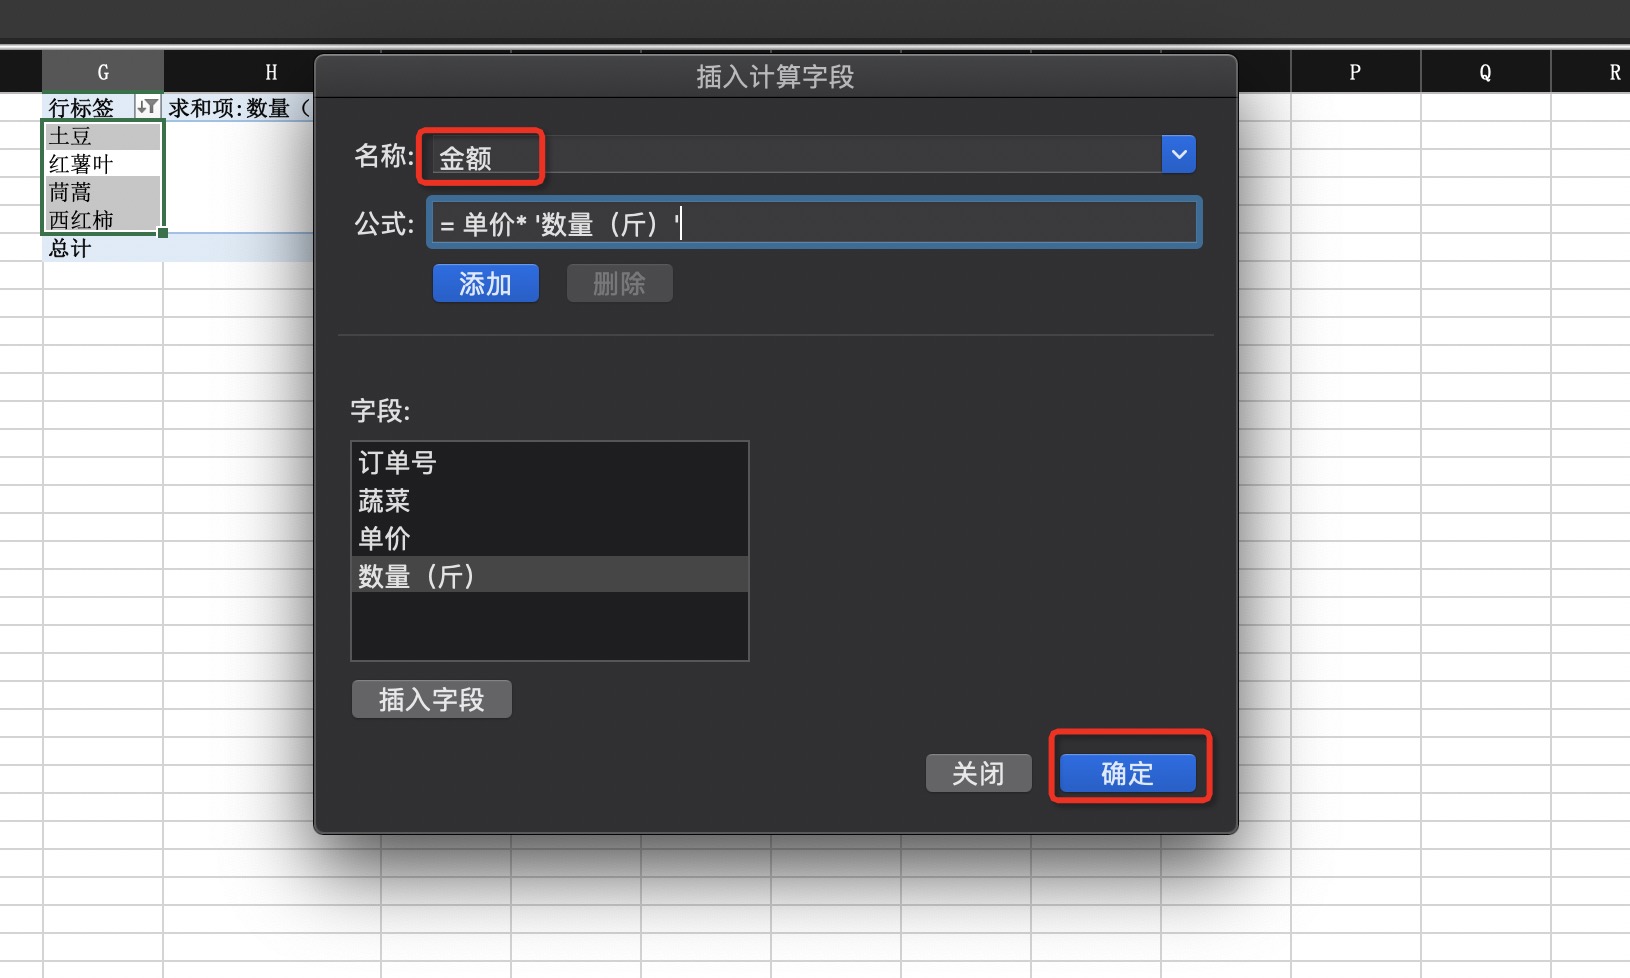 G H P Q R
行标签 求和项:数量（
土豆
红薯叶
茼蒿
西红柿
总计
插入计算字段
名称: 金额
公式: = 单价* '数量（斤）'
添加 删除
字段:
订单号
蔬菜
单价
数量（斤）
插入字段
关闭 确定